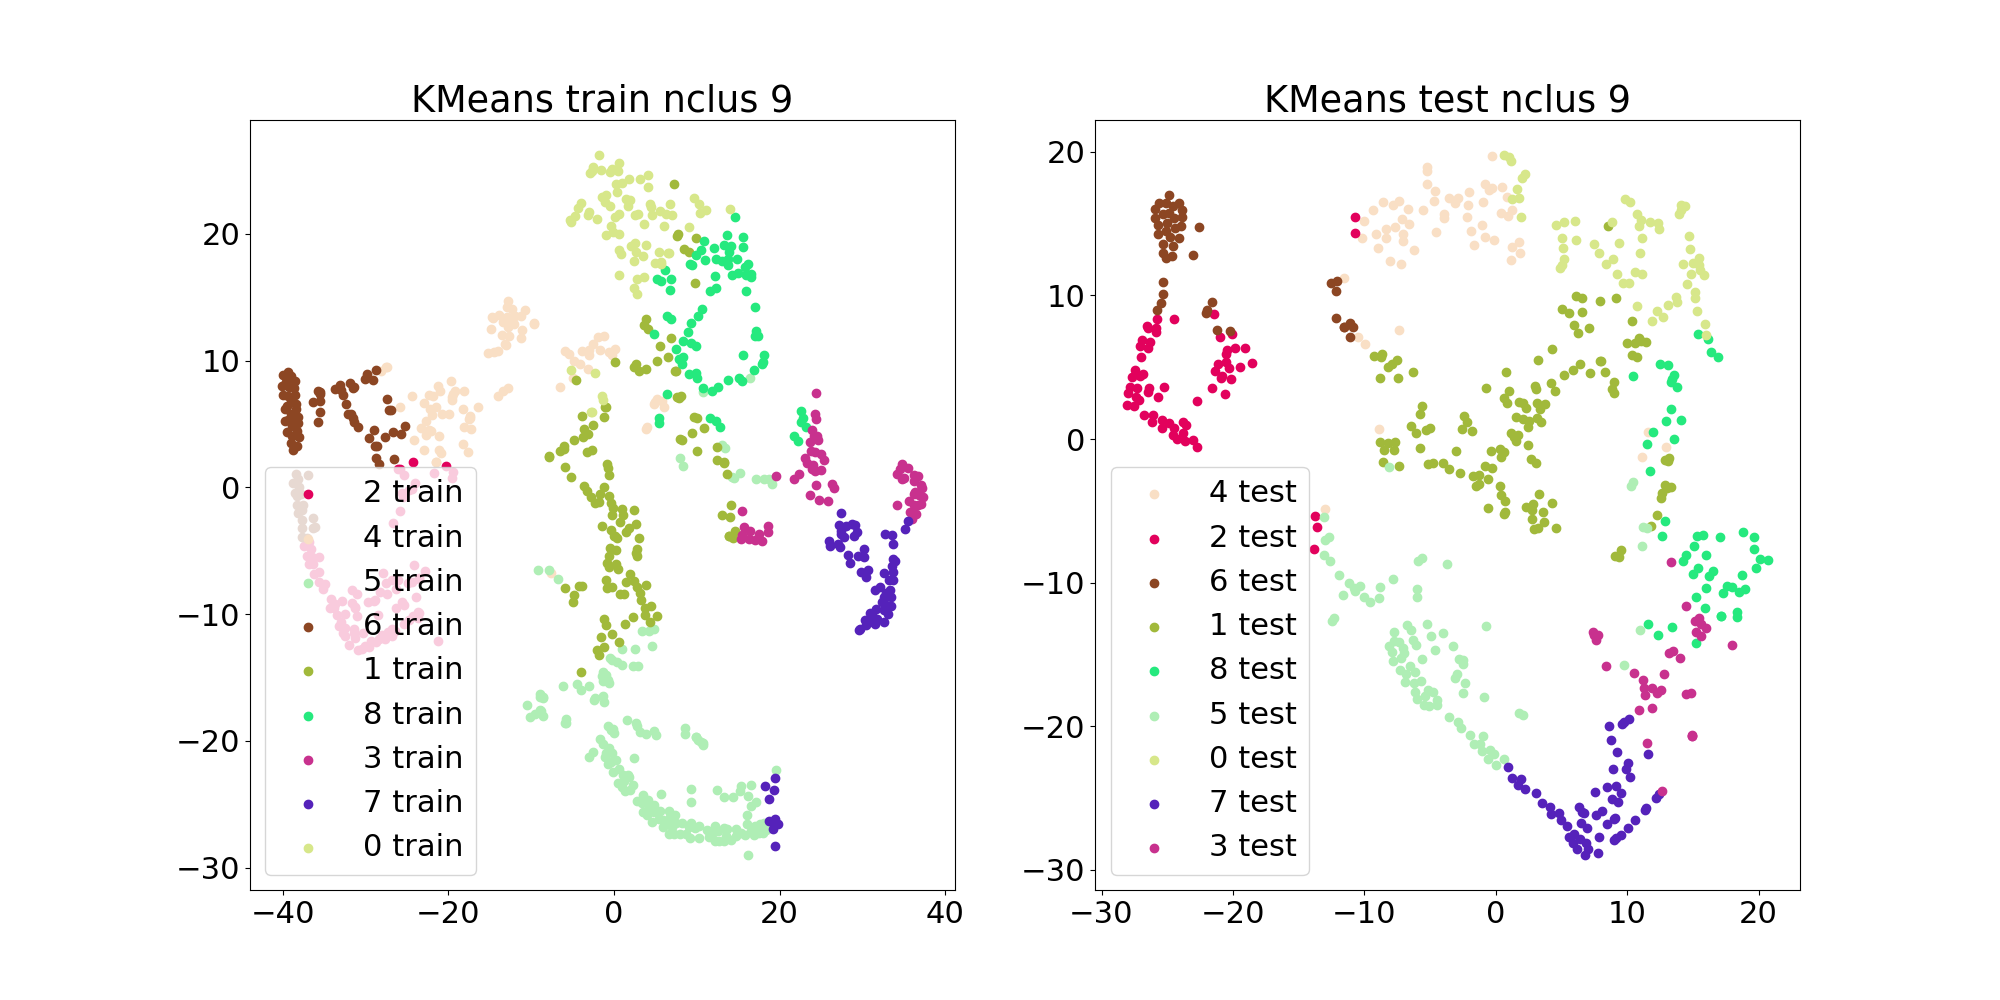 KMeans train nclus 9
20
10
0
−10
−20
−30
−40
−20
0
20
40
2 train
4 train
5 train
6 train
1 train
8 train
3 train
7 train
0 train
KMeans test nclus 9
20
10
0
−10
−20
−30
−30
−20
−10
0
10
20
4 test
2 test
6 test
1 test
8 test
5 test
0 test
7 test
3 test